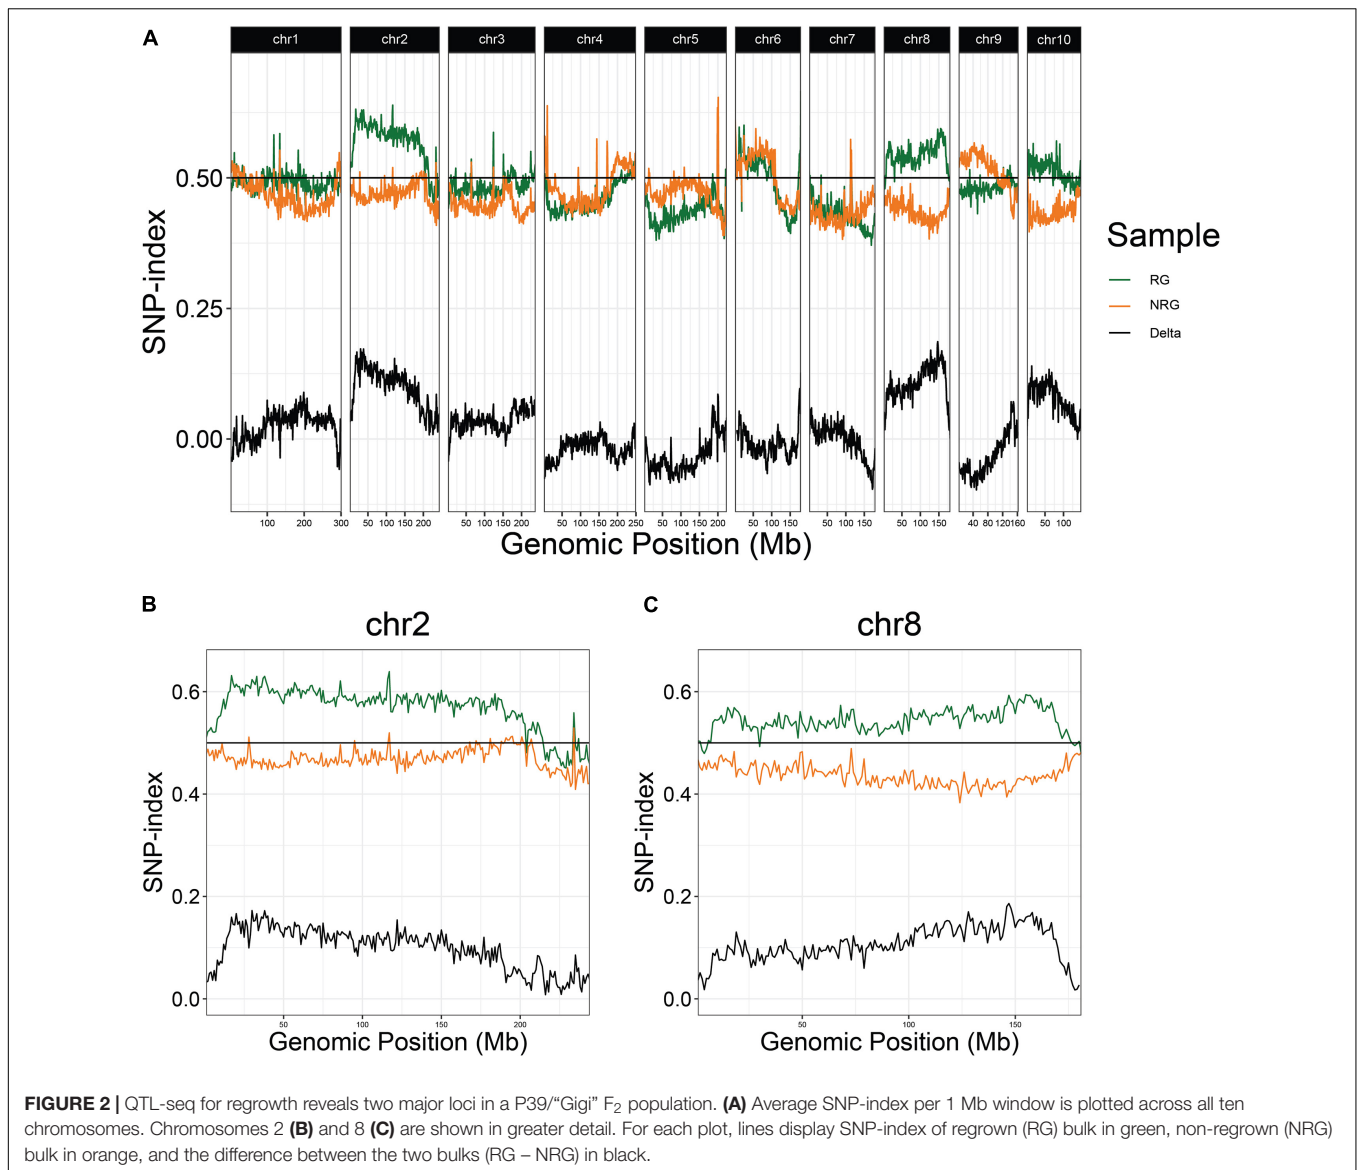 A
chr1 chr2 chr3 chr4 chr5 chr6 chr7 chr8 chr9 chr10
SNP-index
0.50
0.25
0.00
100 200 300 50 100 150 200 50 100 150 200 50 100 150 200 250 50 100 150 200 50 100 150 50 100 150 50 100 150 40 80 120 160 50 100
Genomic Position (Mb)
Sample
RG
NRG
Delta
B
chr2
SNP-index
0.6
0.4
0.2
0.0
50 100 150 200
Genomic Position (Mb)
C
chr8
SNP-index
0.6
0.4
0.2
0.0
50 100 150
Genomic Position (Mb)
FIGURE 2 | QTL-seq for regrowth reveals two major loci in a P39/“Gigi” F2 population. (A) Average SNP-index per 1 Mb window is plotted across all ten
chromosomes. Chromosomes 2 (B) and 8 (C) are shown in greater detail. For each plot, lines display SNP-index of regrown (RG) bulk in green, non-regrown (NRG)
bulk in orange, and the difference between the two bulks (RG – NRG) in black.